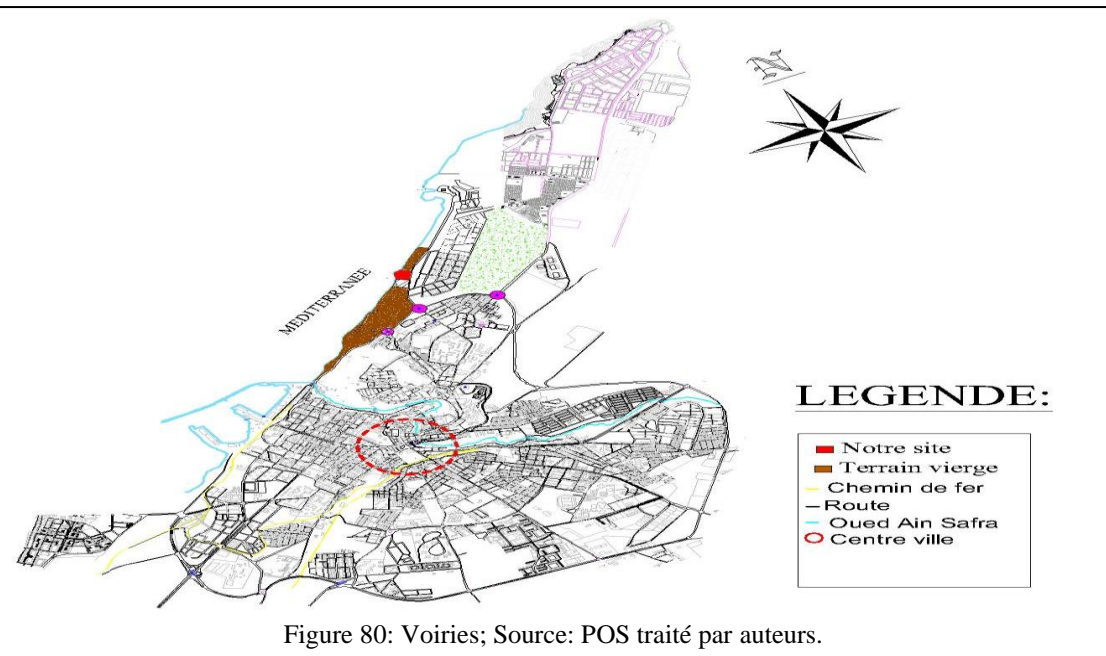 N
MEDITERRANEE
LEGENDE:
Notre site
Terrain vierge
Chemin de fer
Route
Oued Ain Safra
Centre ville
Figure 80: Voiries; Source: POS traité par auteurs.